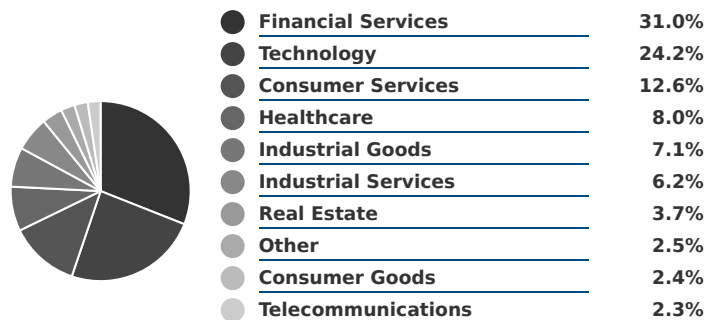 Financial Services 31.0%
Technology 24.2%
Consumer Services 12.6%
Healthcare 8.0%
Industrial Goods 7.1%
Industrial Services 6.2%
Real Estate 3.7%
Other 2.5%
Consumer Goods 2.4%
Telecommunications 2.3%